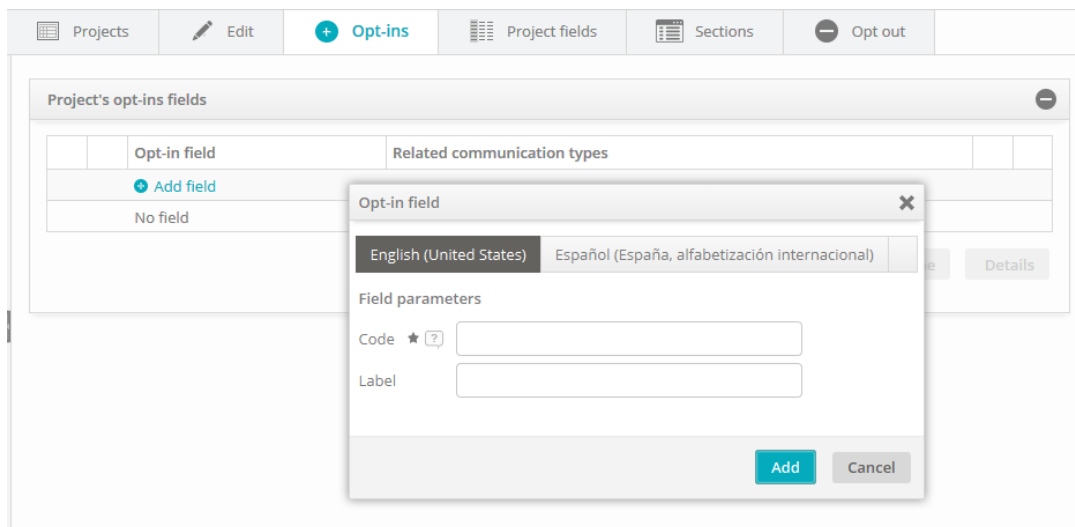 Projects Edit Opt-ins Project fields Sections Opt out
Project's opt-ins fields
Opt-in field Related communication types
Add field
No field
Opt-in field
English (United States) Español (España, alfabetización internacional)
Field parameters
Code ?
Label
Details
Add Cancel